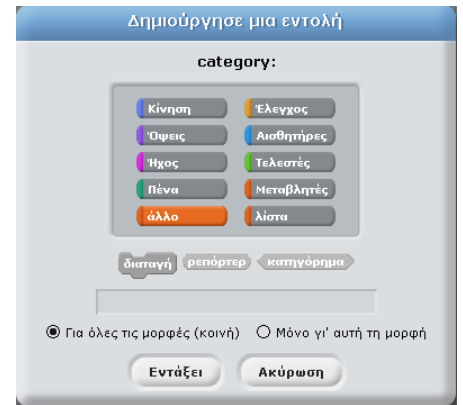 Δημιούργησε μια εντολή
category:
Κίνηση Έλεγχος
Όψεις Αισθητήρες
Ήχος Τελεστές
Πένα Μεταβλητές
άλλο λίστα
διαταγή ρεπόρτερ κατηγόρημα
Για όλες τις μορφές (κοινή) Μόνο γι' αυτή τη μορφή
Εντάξει Ακύρωση